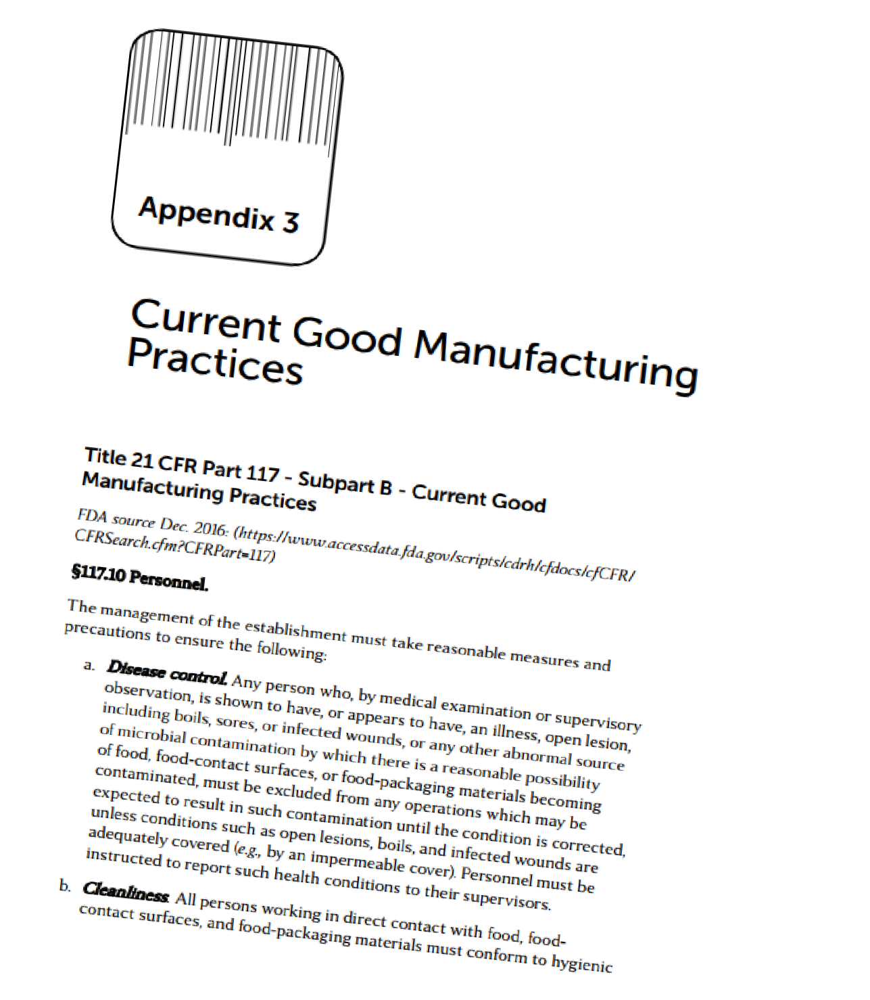 Appendix 3
Current Good Manufacturing
Practices
Title 21 CFR Part 117 - Subpart B - Current Good
Manufacturing Practices
FDA source Dec. 2016: (https://www.accessdata.fda.gov/scripts/cdrh/cfdocs/cfCFR/
CFRSearch.cfm?CFRPart=117)
§117.10 Personnel.
The management of the establishment must take reasonable measures and
precautions to ensure the following:
a. Disease control. Any person who, by medical examination or supervisory
observation, is shown to have, or appears to have, an illness, open lesion,
including boils, sores, or infected wounds, or any other abnormal source
of microbial contamination by which there is a reasonable possibility
of food, food-contact surfaces, or food-packaging materials becoming
contaminated, must be excluded from any operations which may be
expected to result in such contamination until the condition is corrected,
unless conditions such as open lesions, boils, and infected wounds are
adequately covered (e.g., by an impermeable cover). Personnel must be
instructed to report such health conditions to their supervisors.
b. Cleanliness. All persons working in direct contact with food, food-
contact surfaces, and food-packaging materials must conform to hygienic